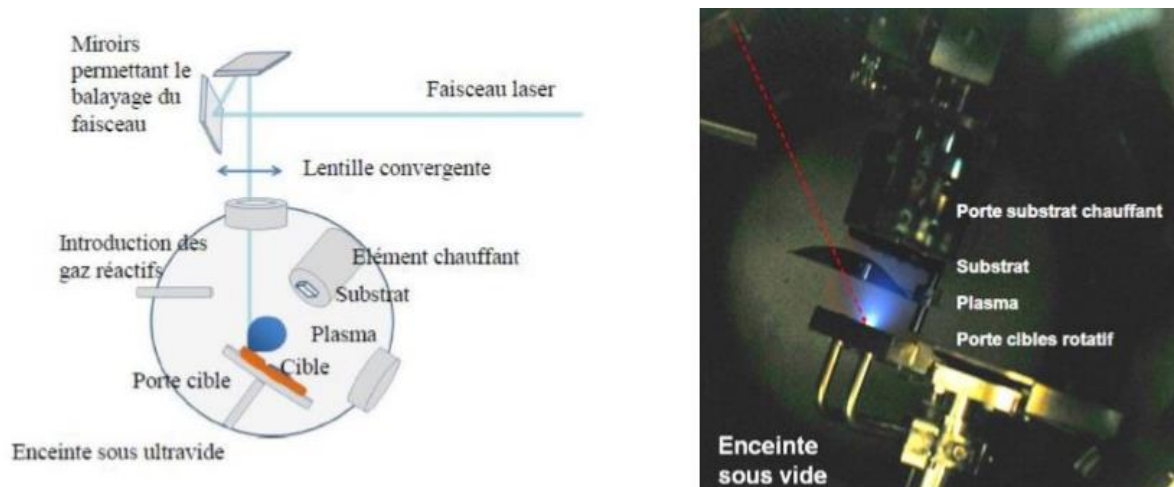 Miroirs
permettant le
balayage du
faisceau
Faisceau laser
Lentille convergente
Introduction des
gaz réactifs
Elément chauffant
Substrat
Plasma
Cible
Porte cible
Enceinte sous ultravide
Porte substrat chauffant
Substrat
Plasma
Porte cibles rotatif
Enceinte
sous vide